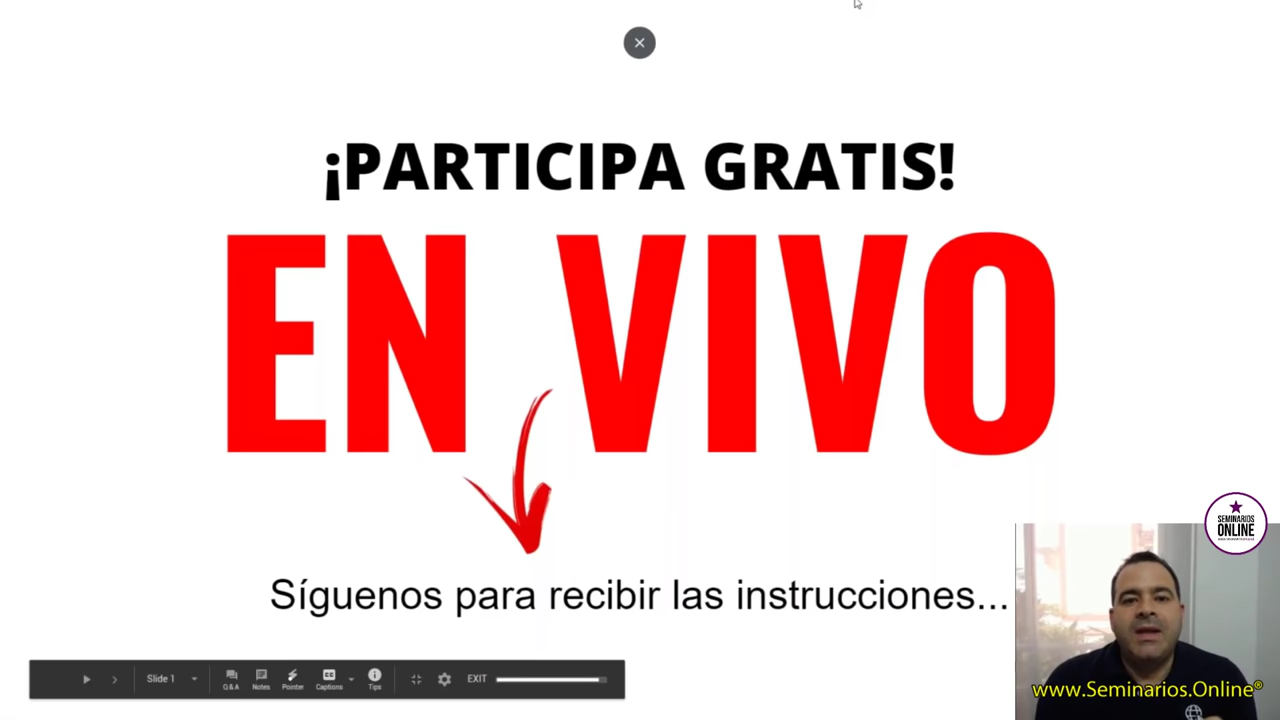 ¡PARTICIPA GRATIS!
EN VIVO
Síguenos para recibir las instrucciones...
SEMINARIOS
ONLINE
Slide 1
Q&A
Notes
Pointer
CC
Captions
Tips
EXIT
www.Seminarios.Online®